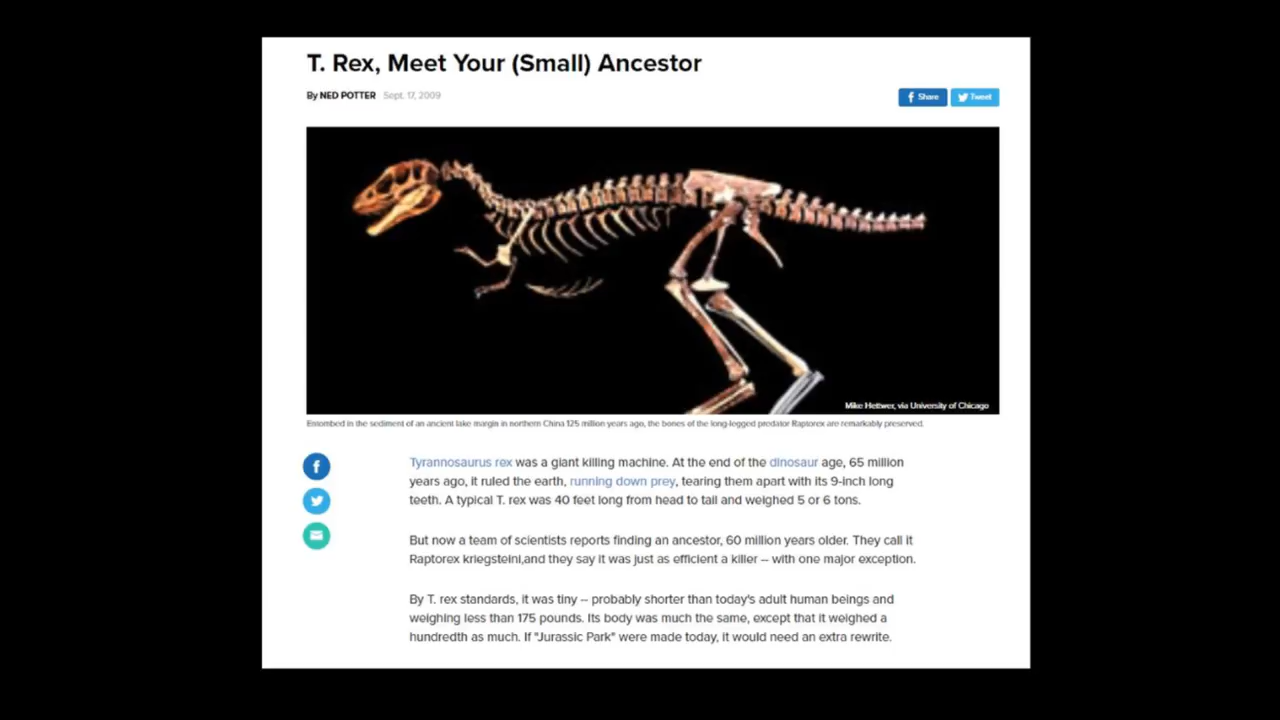 T. Rex, Meet Your (Small) Ancestor
By NED POTTER Sept. 17, 2009
Share
Tweet
Mike Hettwer, via University of Chicago
Entombed in the sediment of an ancient lake margin in northern China 125 million years ago, the bones of the long-legged predator Raptorex are remarkably preserved.
Tyrannosaurus rex was a giant killing machine. At the end of the dinosaur age, 65 million
years ago, it ruled the earth, running down prey, tearing them apart with its 9-inch long
teeth. A typical T. rex was 40 feet long from head to tail and weighed 5 or 6 tons.
But now a team of scientists reports finding an ancestor, 60 million years older. They call it
Raptorex kriegsteini,and they say it was just as efficient a killer -- with one major exception.
By T. rex standards, it was tiny -- probably shorter than today's adult human beings and
weighing less than 175 pounds. Its body was much the same, except that it weighed a
hundredth as much. If "Jurassic Park" were made today, it would need an extra rewrite.